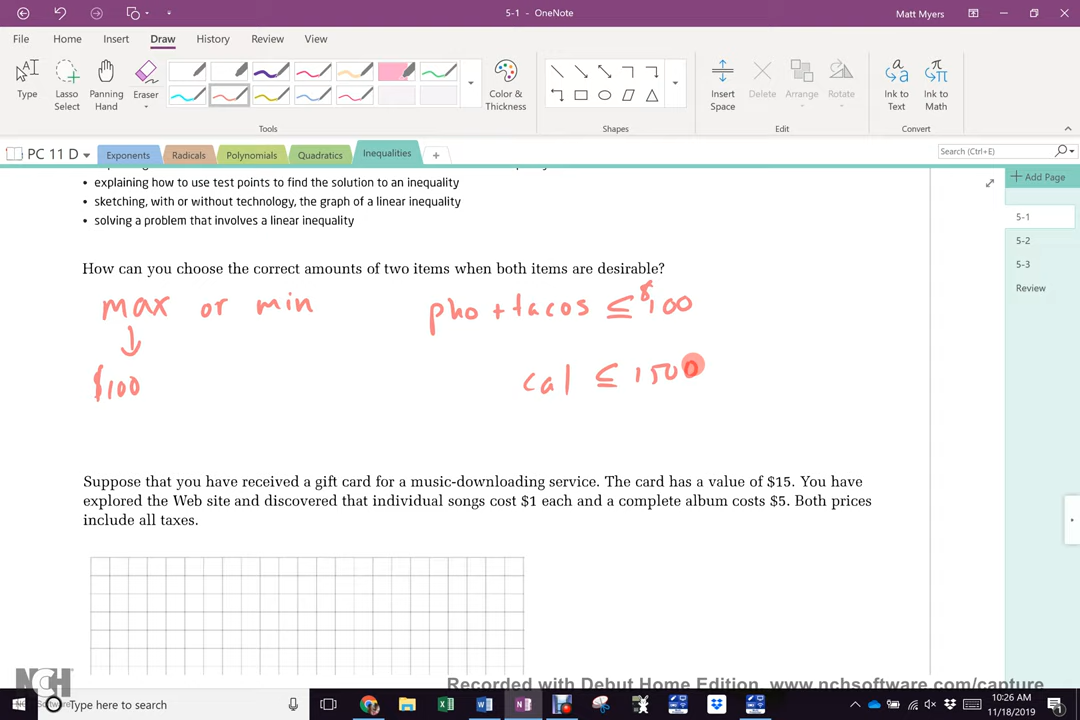 5-1 - OneNote
Matt Myers
File Home Insert Draw History Review View
Type
Lasso Select
Panning Hand
Eraser
Color & Thickness
Insert Space
Delete
Arrange
Rotate
Ink to Text
Ink to Math
Tools
Shapes
Edit
Convert
PC 11 D
Exponents
Radicals
Polynomials
Quadratics
Inequalities
Search (Ctrl+E)
Add Page
5-1
5-2
5-3
Review
• explaining how to use test points to find the solution to an inequality
• sketching, with or without technology, the graph of a linear inequality
• solving a problem that involves a linear inequality
How can you choose the correct amounts of two items when both items are desirable?
max or min
pho + tacos ≤ $100
$100
cal ≤ 1500
Suppose that you have received a gift card for a music-downloading service. The card has a value of $15. You have
explored the Web site and discovered that individual songs cost $1 each and a complete album costs $5. Both prices
include all taxes.
NCH
Recorded with Debut Home Edition, www.nchsoftware.com/capture
Type here to search
10:26 AM
11/18/2019